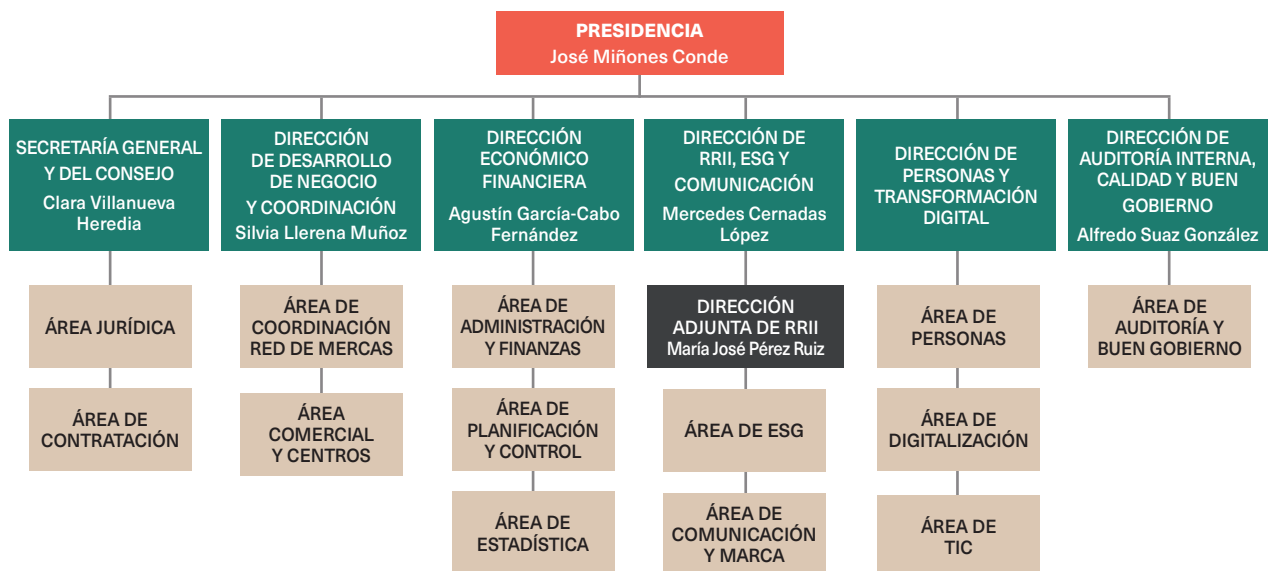 PRESIDENCIA
José Miñones Conde
SECRETARÍA GENERAL
Y DEL CONSEJO
Clara Villanueva
Heredia
DIRECCIÓN
DE DESARROLLO
DE NEGOCIO
Y COORDINACIÓN
Silvia Llerena Muñoz
DIRECCIÓN
ECONÓMICO
FINANCIERA
Agustín García-Cabo
Fernández
DIRECCIÓN DE
RRII, ESG Y
COMUNICACIÓN
Mercedes Cernadas
López
DIRECCIÓN DE
PERSONAS Y
TRANSFORMACIÓN
DIGITAL
DIRECCIÓN DE
AUDITORÍA INTERNA,
CALIDAD Y BUEN
GOBIERNO
Alfredo Suaz González
ÁREA JURÍDICA
ÁREA DE
COORDINACIÓN
RED DE MERCAS
ÁREA DE
ADMINISTRACIÓN
Y FINANZAS
DIRECCIÓN
ADJUNTA DE RRII
María José Pérez Ruiz
ÁREA DE
PERSONAS
ÁREA DE
AUDITORÍA Y
BUEN GOBIERNO
ÁREA DE
CONTRATACIÓN
ÁREA
COMERCIAL
Y CENTROS
ÁREA DE
PLANIFICACIÓN
Y CONTROL
ÁREA DE ESG
ÁREA DE
DIGITALIZACIÓN
ÁREA DE
ESTADÍSTICA
ÁREA DE
COMUNICACIÓN
Y MARCA
ÁREA DE
TIC